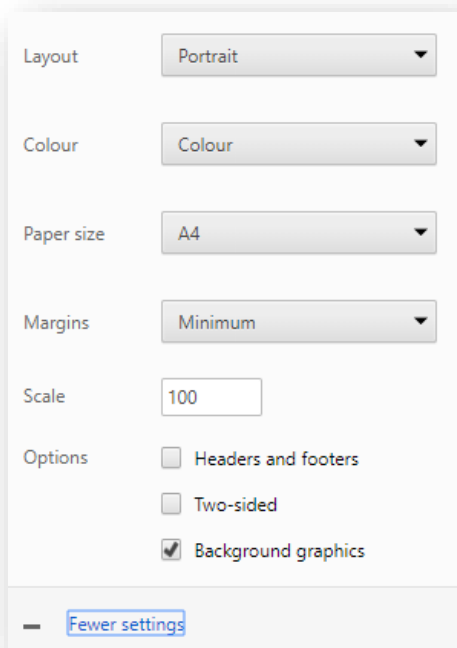 Layout Portrait
Colour Colour
Paper size A4
Margins Minimum
Scale 100
Options Headers and footers
Two-sided
Background graphics
Fewer settings